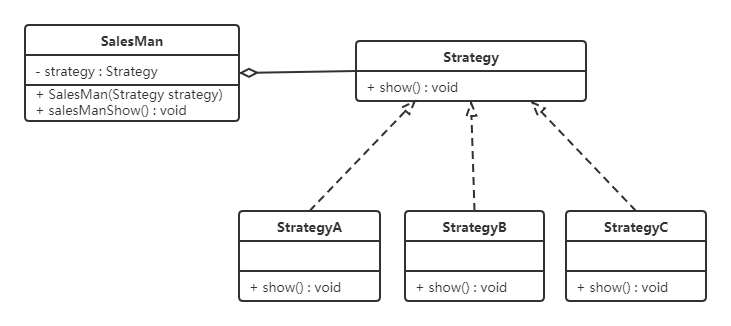 SalesMan
- strategy : Strategy
+ SalesMan(Strategy strategy)
+ salesManShow() : void
Strategy
+ show() : void
StrategyA
+ show() : void
StrategyB
+ show() : void
StrategyC
+ show() : void